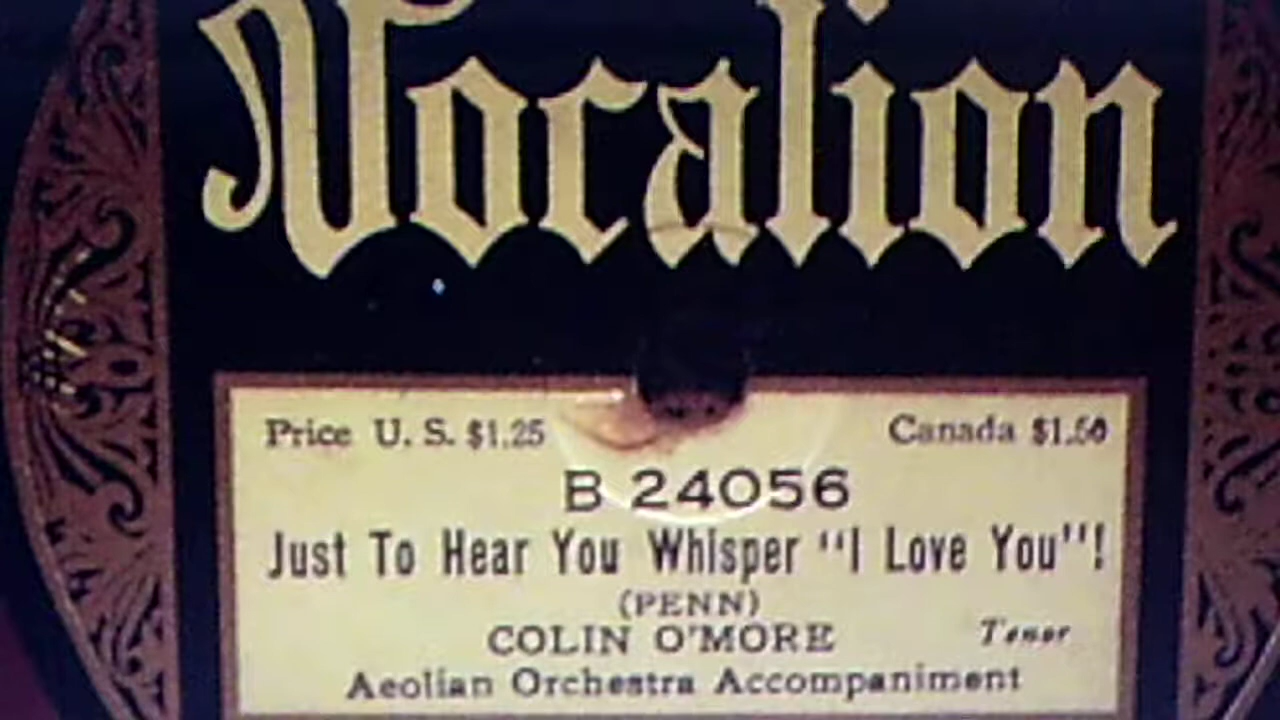 Vocalion
Price U. S. $1.25 Canada $1.50
B 24056
Just To Hear You Whisper "I Love You"!
(PENN)
COLIN O'MORE Tenor
Aeolian Orchestra Accompaniment